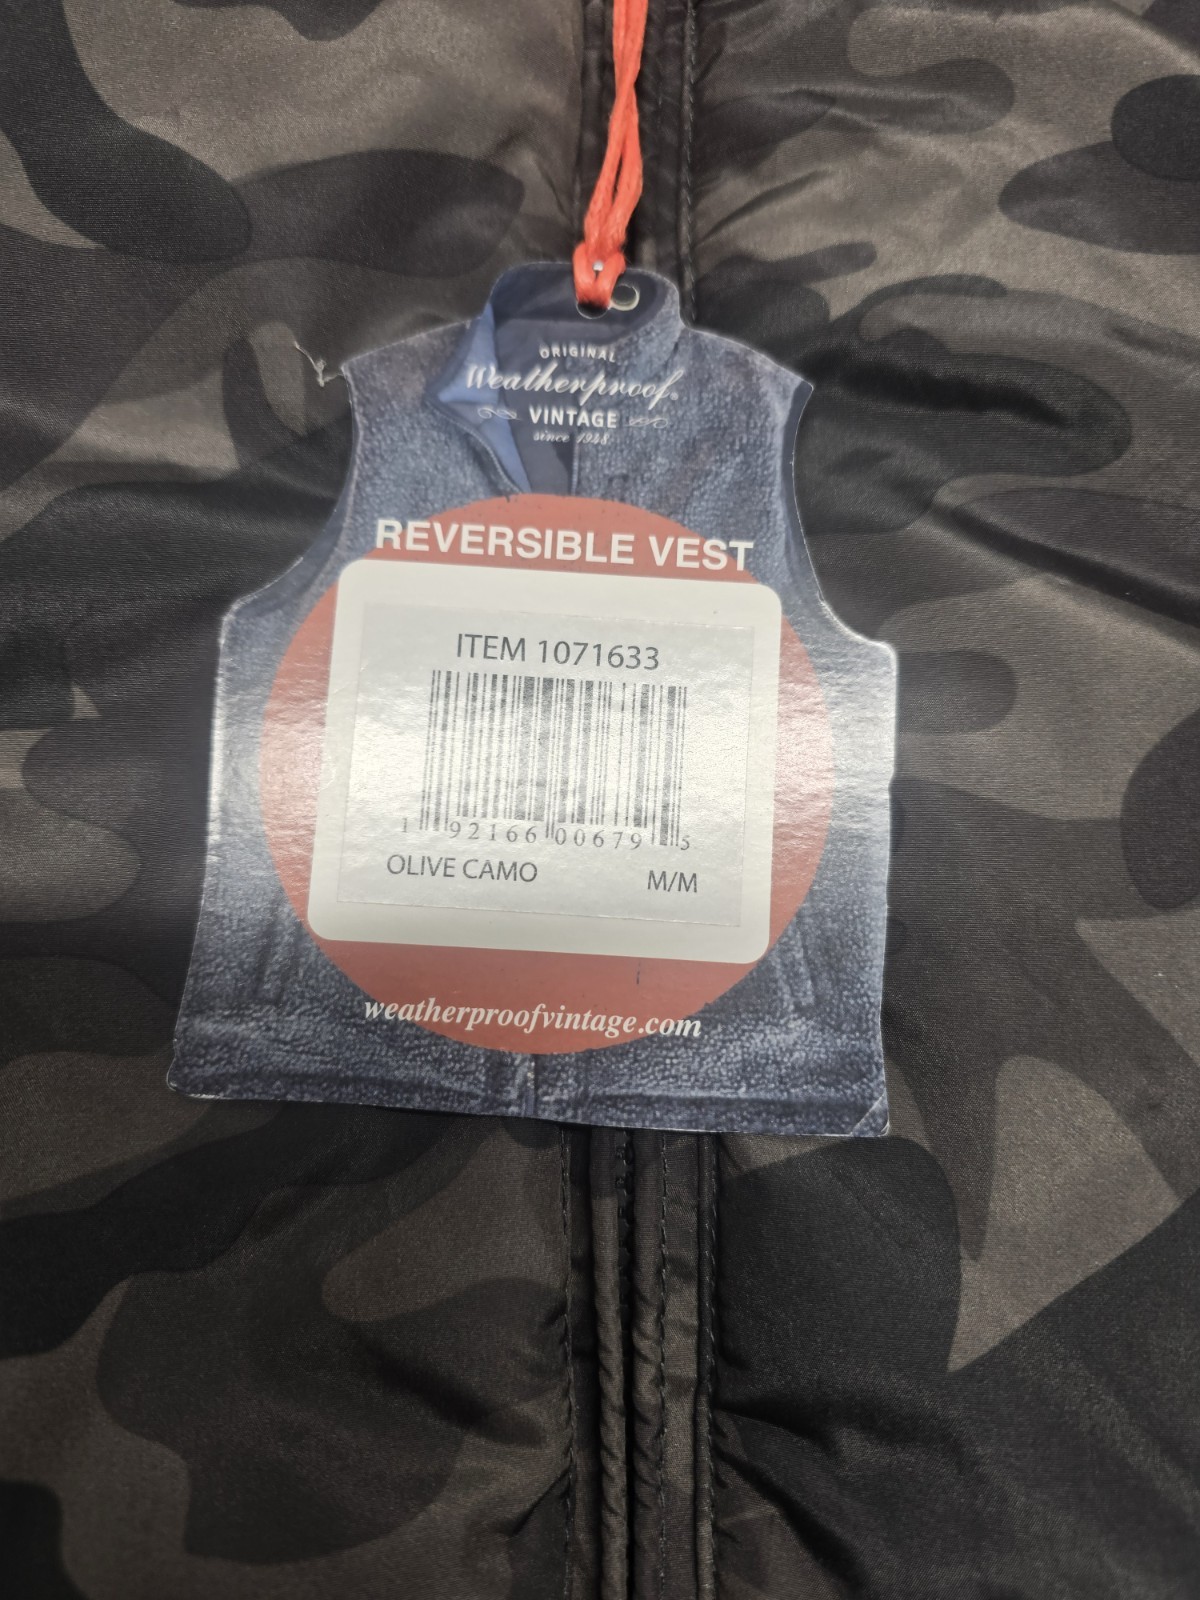 ORIGINAL
Weatherproof®
VINTAGE
since 1948
REVERSIBLE VEST
ITEM 1071633
1 92166 00679 5
OLIVE CAMO M/M
weatherproofvintage.com